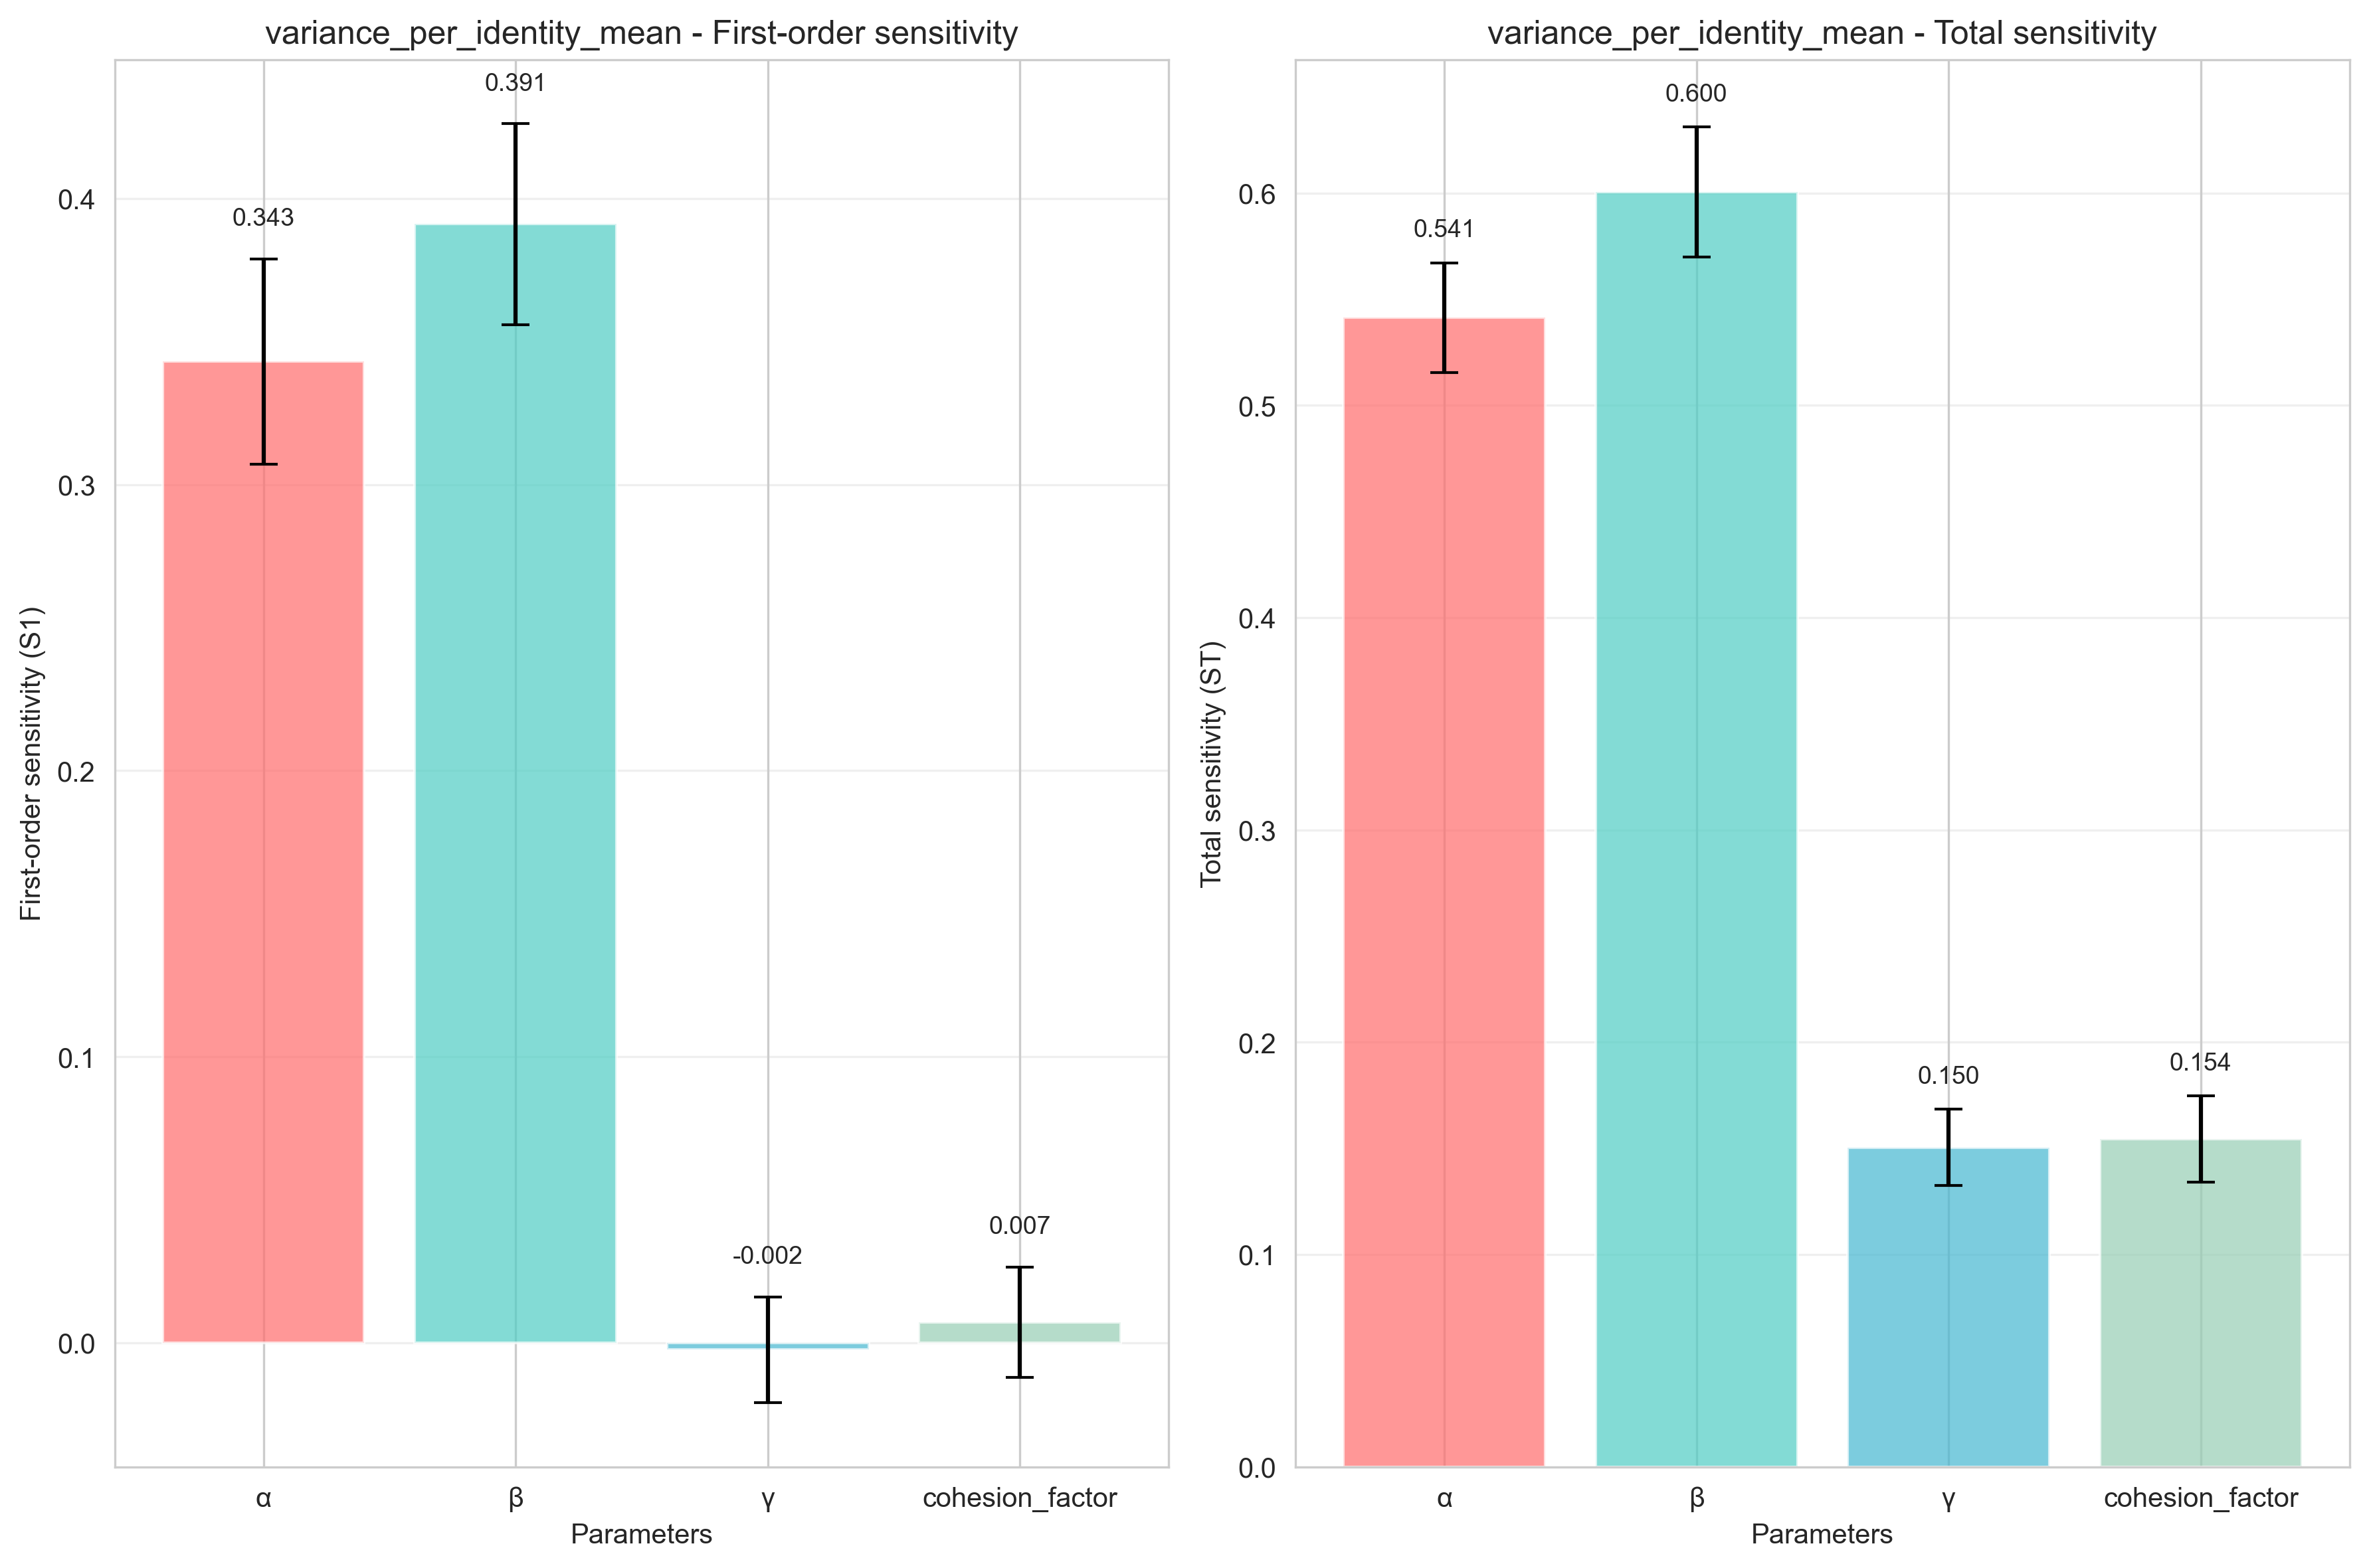 variance_per_identity_mean - First-order sensitivity
First-order sensitivity (S1)
0.4
0.3
0.2
0.1
0.0
0.343
0.391
-0.002
0.007
α
β
γ
cohesion_factor
Parameters
variance_per_identity_mean - Total sensitivity
Total sensitivity (ST)
0.6
0.5
0.4
0.3
0.2
0.1
0.0
0.541
0.600
0.150
0.154
α
β
γ
cohesion_factor
Parameters